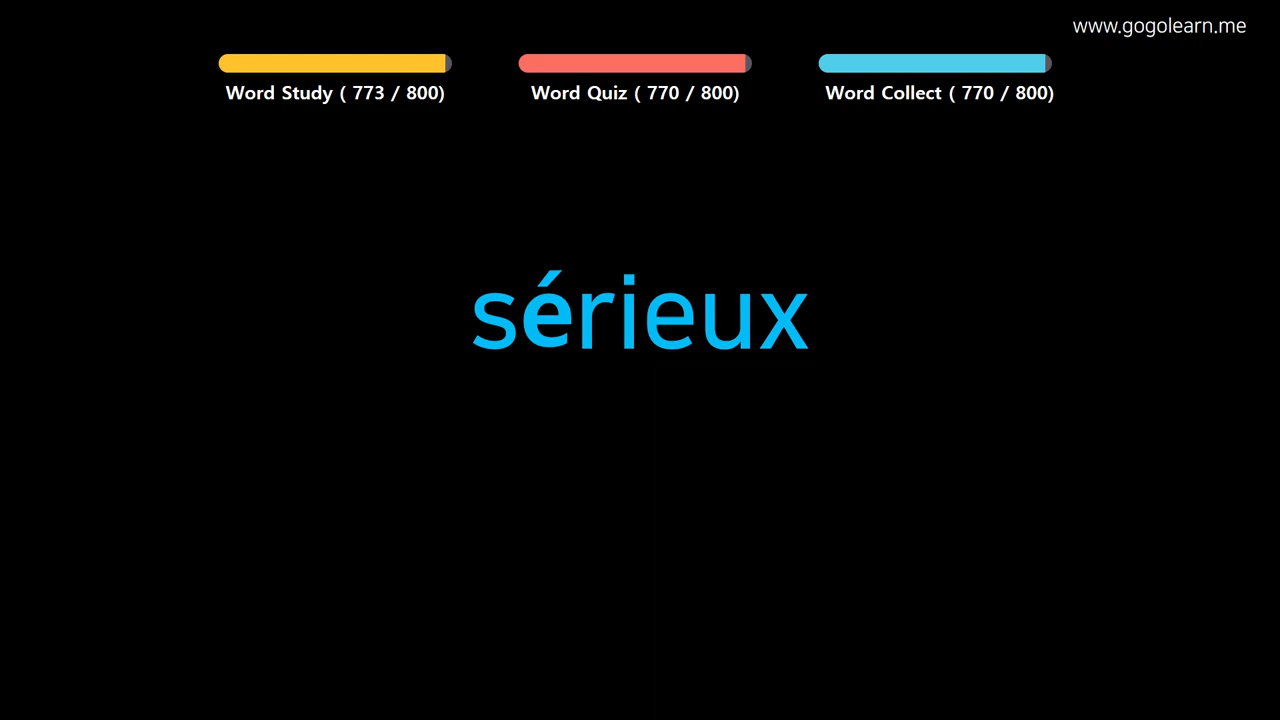 www.gogolearn.me
Word Study ( 773 / 800)
Word Quiz ( 770 / 800)
Word Collect ( 770 / 800)
sérieux